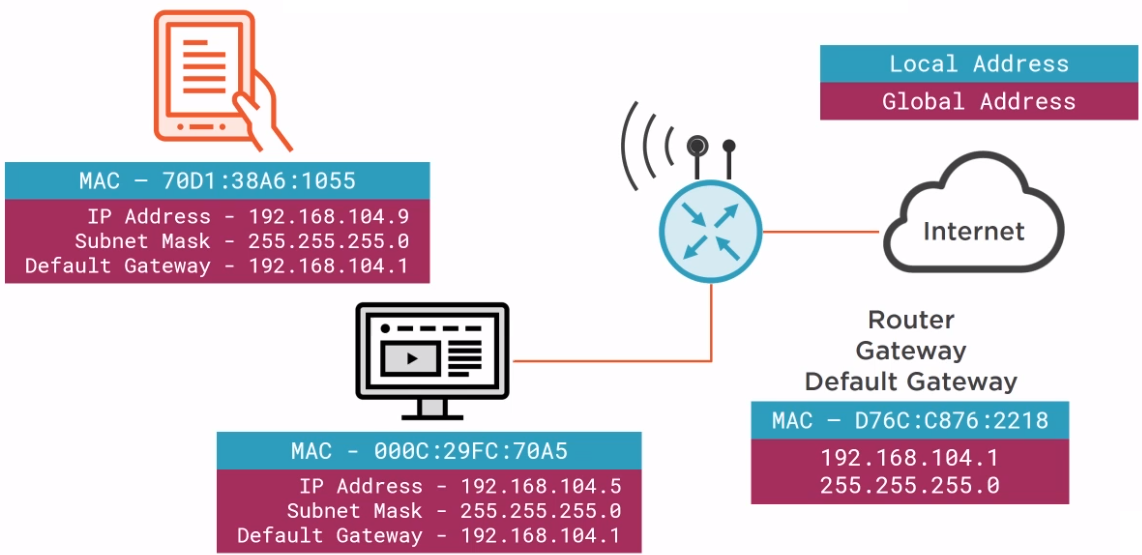 Local Address
Global Address
MAC – 70D1:38A6:1055
IP Address - 192.168.104.9
Subnet Mask - 255.255.255.0
Default Gateway - 192.168.104.1
Internet
Router
Gateway
Default Gateway
MAC – D76C:C876:2218
192.168.104.1
255.255.255.0
MAC - 000C:29FC:70A5
IP Address - 192.168.104.5
Subnet Mask - 255.255.255.0
Default Gateway - 192.168.104.1